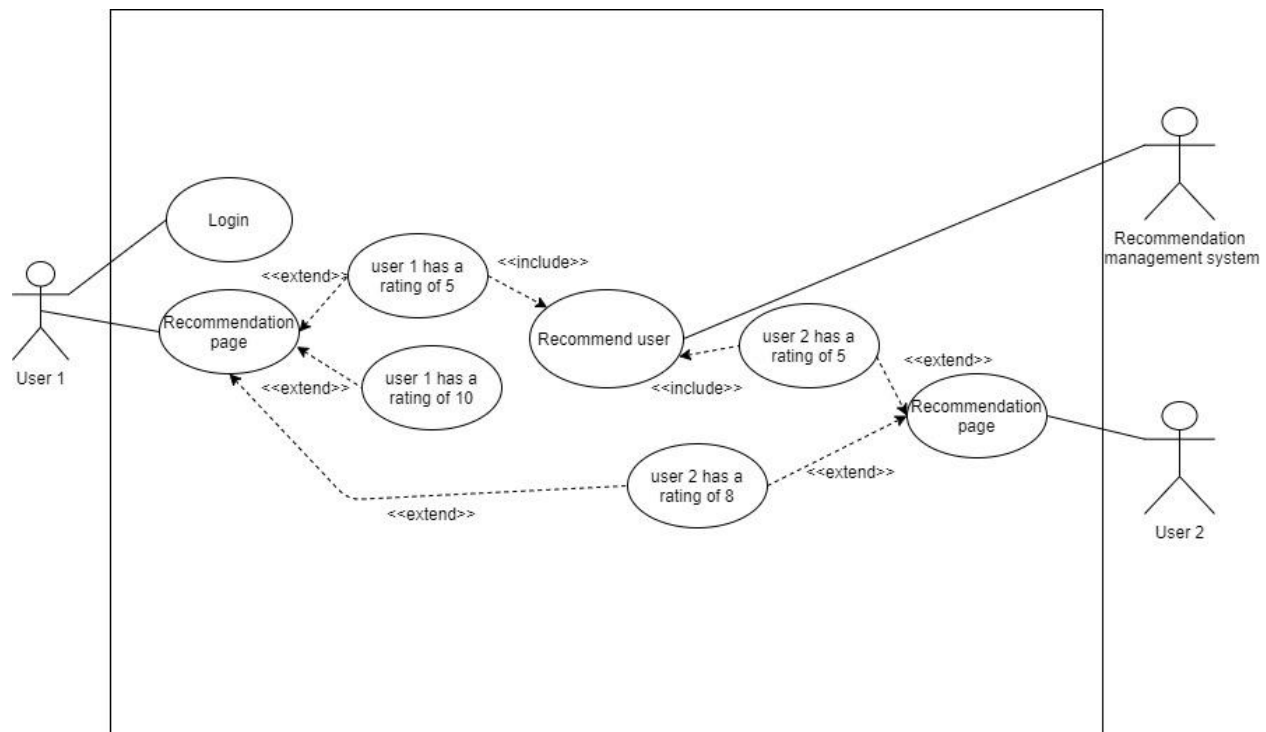 Recommendation
management system
Login
<<extend>>
user 1 has a
rating of 5
<<include>>
Recommendation
page
Recommend user
user 2 has a
rating of 5
<<extend>>
User 1
<<extend>>
user 1 has a
rating of 10
<<include>>
Recommendation
page
user 2 has a
rating of 8
<<extend>>
<<extend>>
User 2